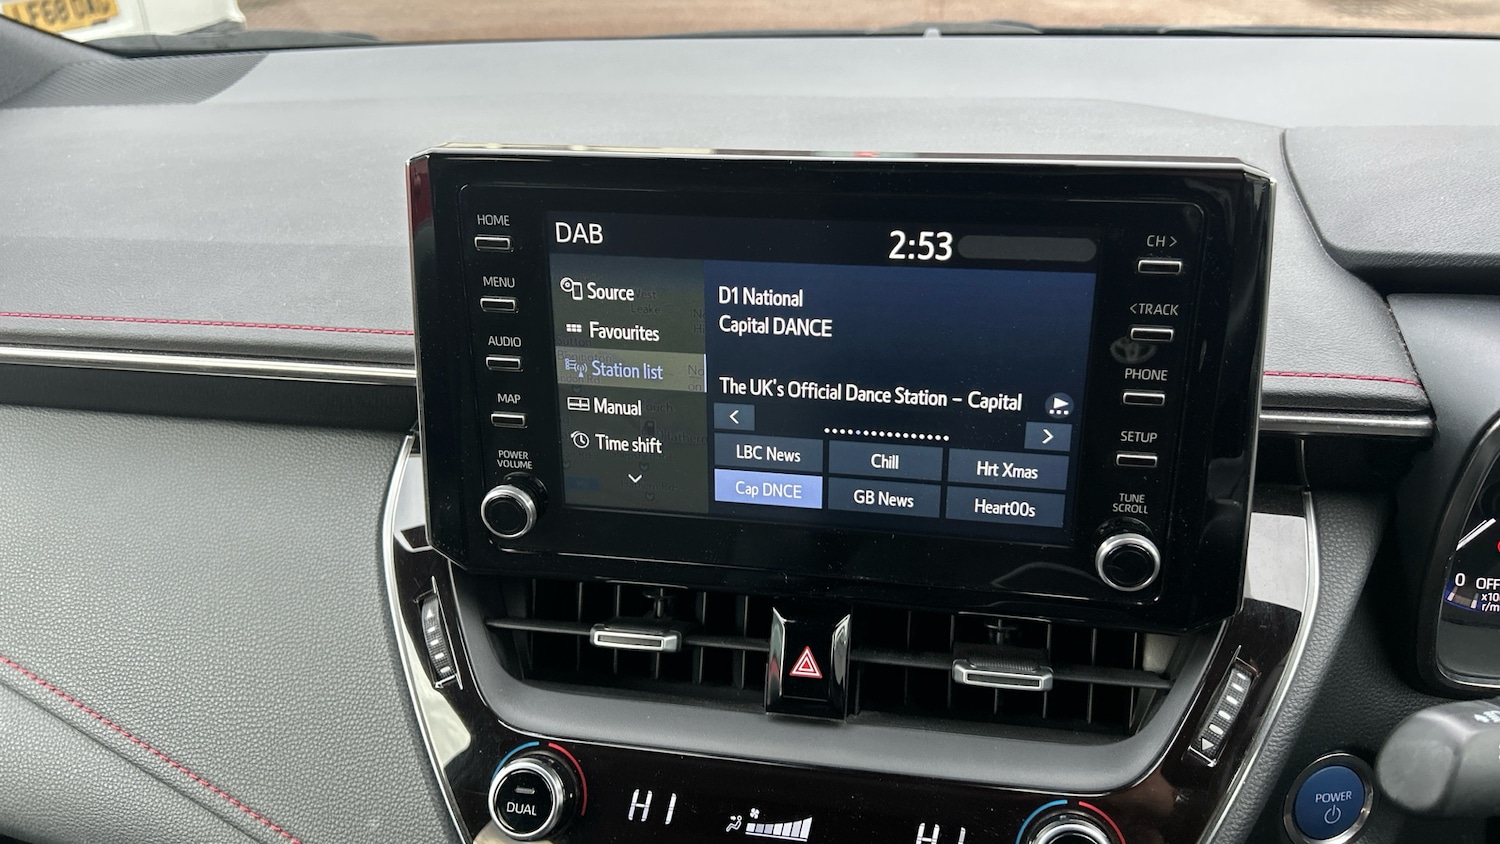 HOME
MENU
AUDIO
MAP
POWER
VOLUME
DAB
2:53
Source
Favourites
Station list
Manual
Time shift
D1 National
Capital DANCE
The UK's Official Dance Station – Capital
<
>
LBC News
Chill
Hrt Xmas
Cap DNCE
GB News
Heart00s
CH >
< TRACK
PHONE
SETUP
TUNE
SCROLL
0 OFF
r/m
DUAL
HI
HI
POWER